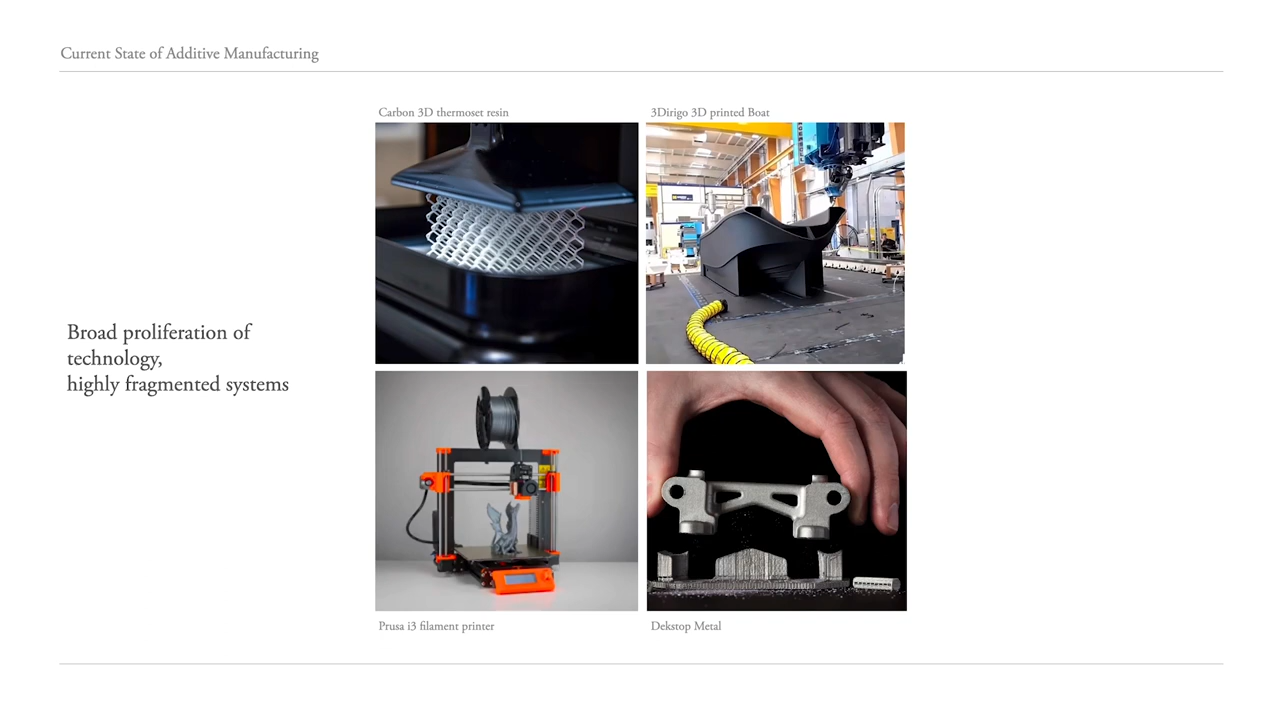 Current State of Additive Manufacturing
Carbon 3D thermoset resin
3Dirigo 3D printed Boat
Broad proliferation of
technology,
highly fragmented systems
Prusa i3 filament printer
Dekstop Metal